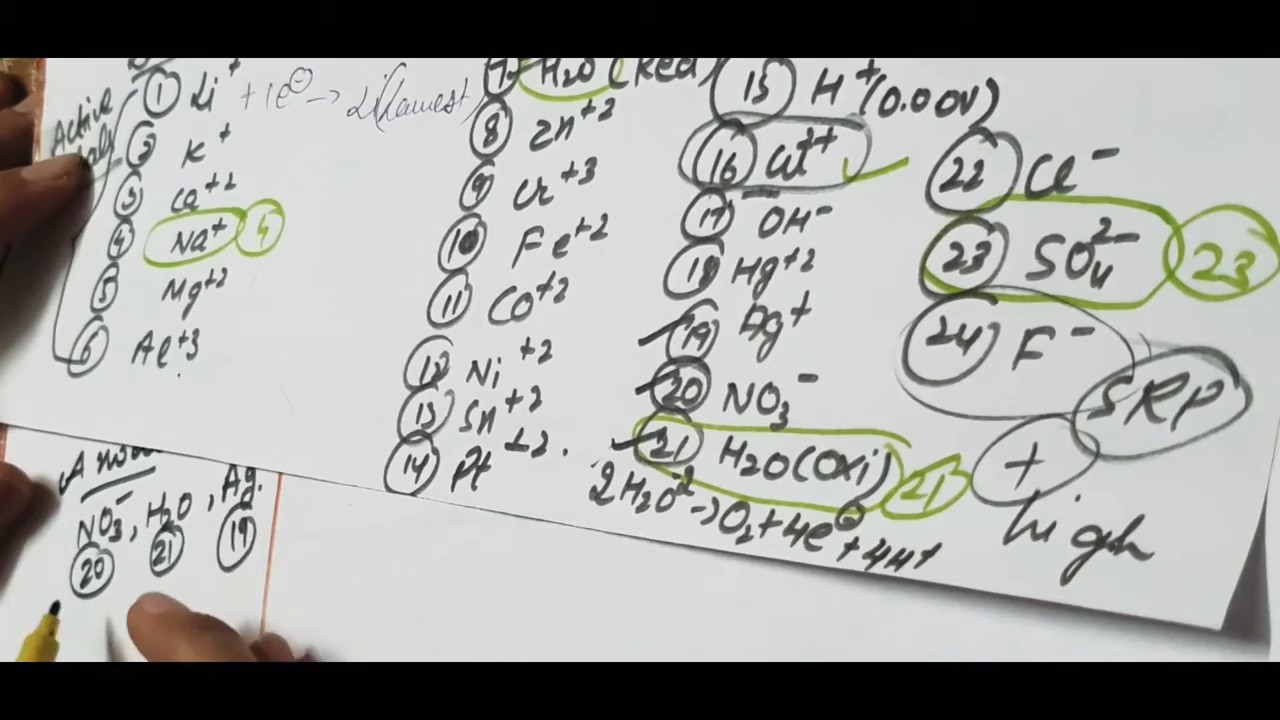 Active
① Li⁺ + 1e⊖ → Li (lowest)
② K⁺
③ Ca⁺²
④ Na⁺ ④
⑤ Mg⁺²
⑥ Al⁺³
⑦ H₂O (Red)
⑧ Zn⁺²
⑨ Cr⁺³
⑩ Fe⁺²
⑪ Co⁺²
⑫ Ni⁺²
⑬ Sn⁺²
⑭ Pt⁺².
⑮ H⁺ (0.00V)
⑯ Cu²⁺
⑰ OH⁻
⑱ Hg⁺²
⑲ Ag⁺
⑳ NO₃⁻
㉑ H₂O (Oxi) ㉑
2H₂O⁻² → O₂ + 4e⊖ + 4H⁺
㉒ Cl⁻
㉓ SO₄²⁻ ㉓
㉔ F⁻
SRP
+
high
NO₃⁻, H₂O, Ag.
⑳ ㉑ ⑲